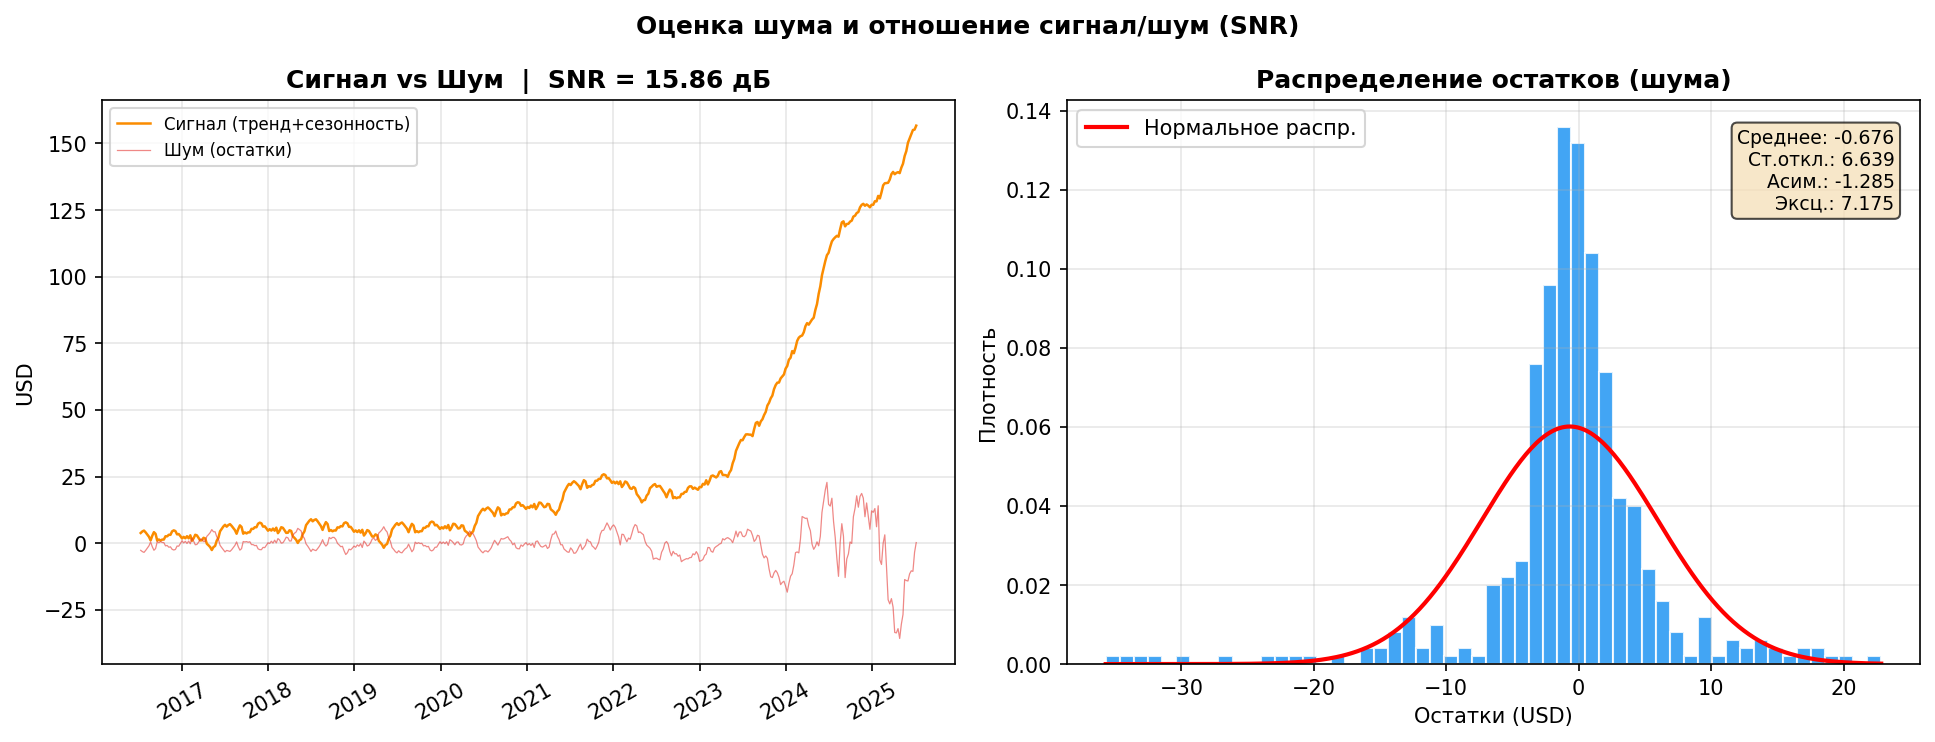 Оценка шума и отношение сигнал/шум (SNR)
Сигнал vs Шум | SNR = 15.86 дБ
Сигнал (тренд+сезонность)
Шум (остатки)
USD
150
125
100
75
50
25
0
−25
2017
2018
2019
2020
2021
2022
2023
2024
2025
Распределение остатков (шума)
Нормальное распр.
Среднее: -0.676
Ст.откл.: 6.639
Асим.: -1.285
Эксц.: 7.175
Плотность
0.14
0.12
0.10
0.08
0.06
0.04
0.02
0.00
−30
−20
−10
0
10
20
Остатки (USD)